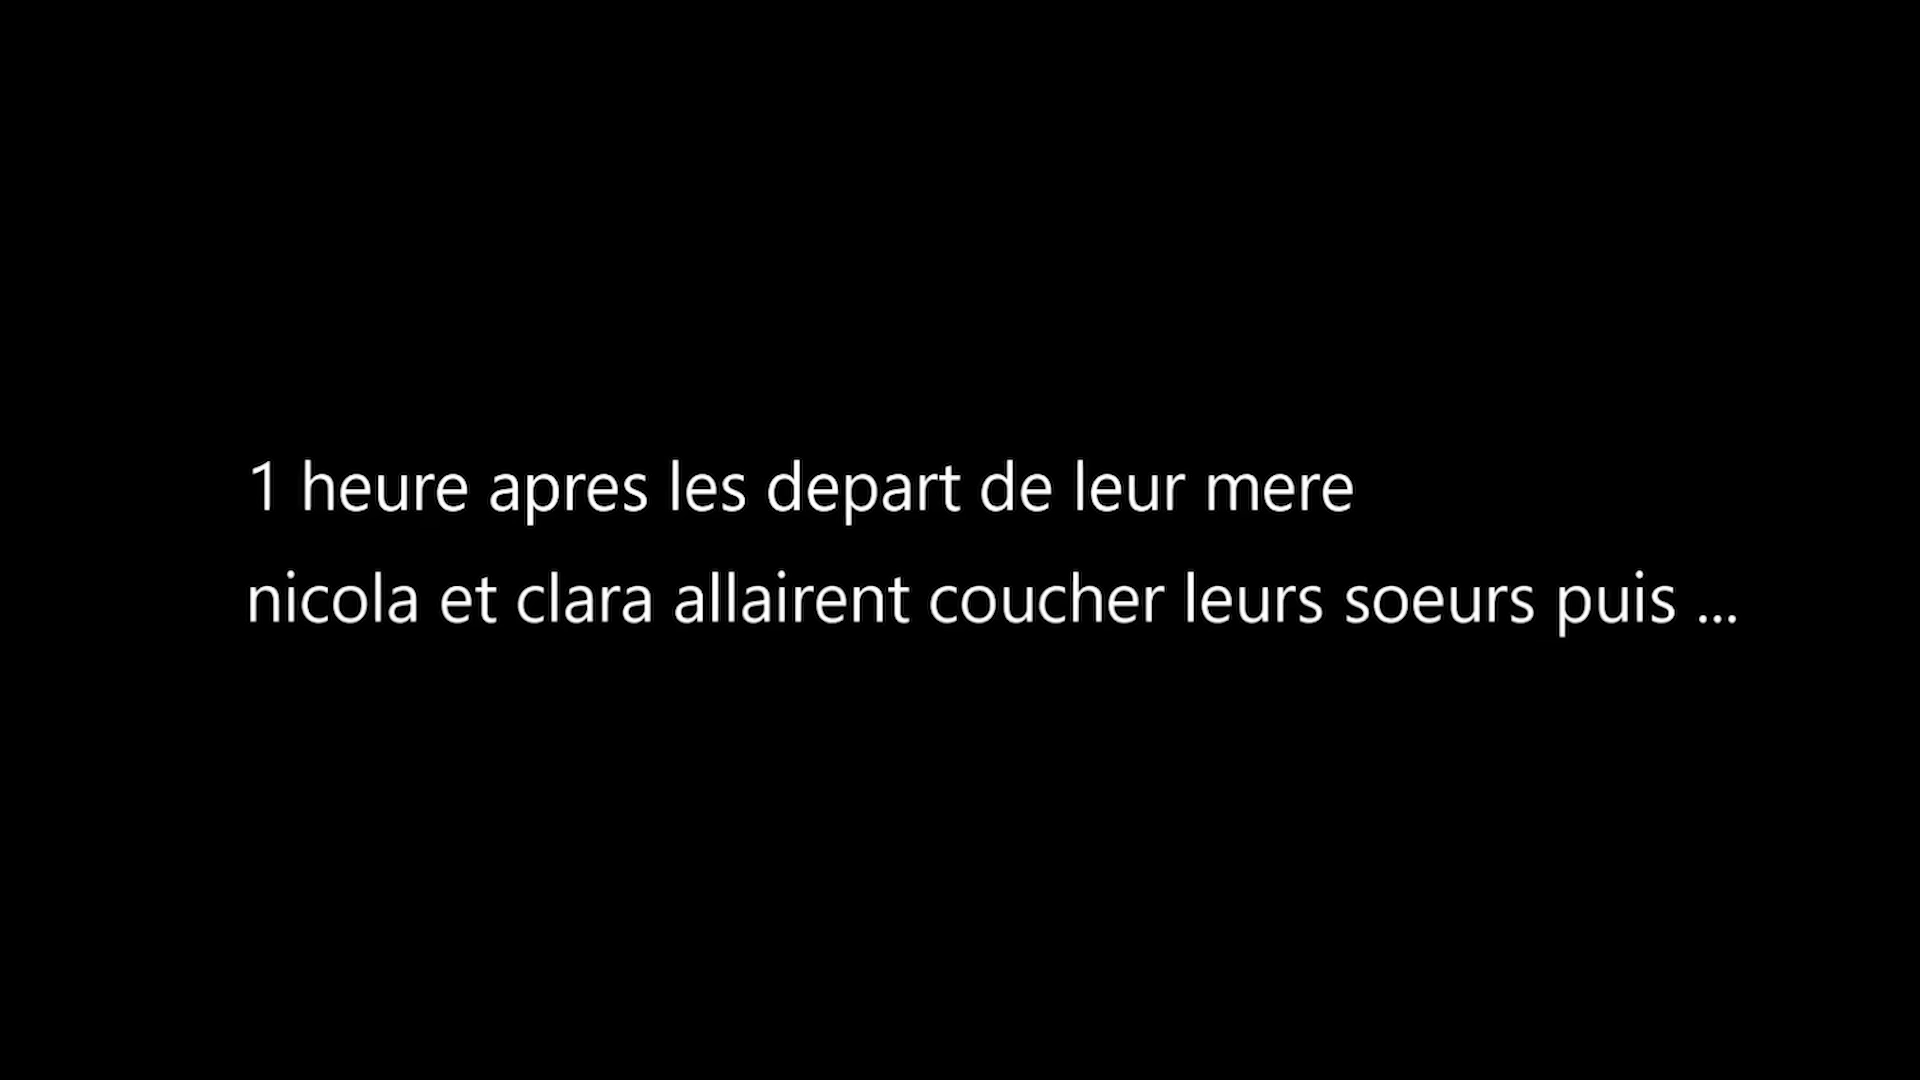 1 heure apres les depart de leur mere
nicola et clara allairent coucher leurs soeurs puis ...